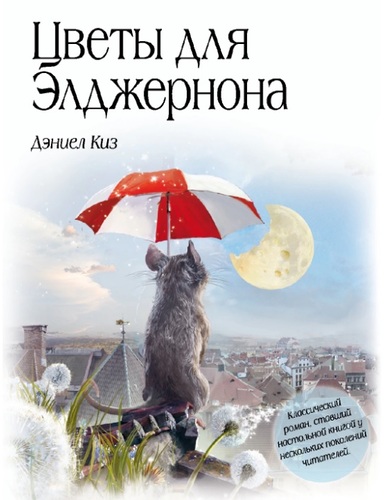 Цветы для
Элджернона
Дэниел Киз
Классический
роман, ставший
настольной книгой у
нескольких поколений
читателей.